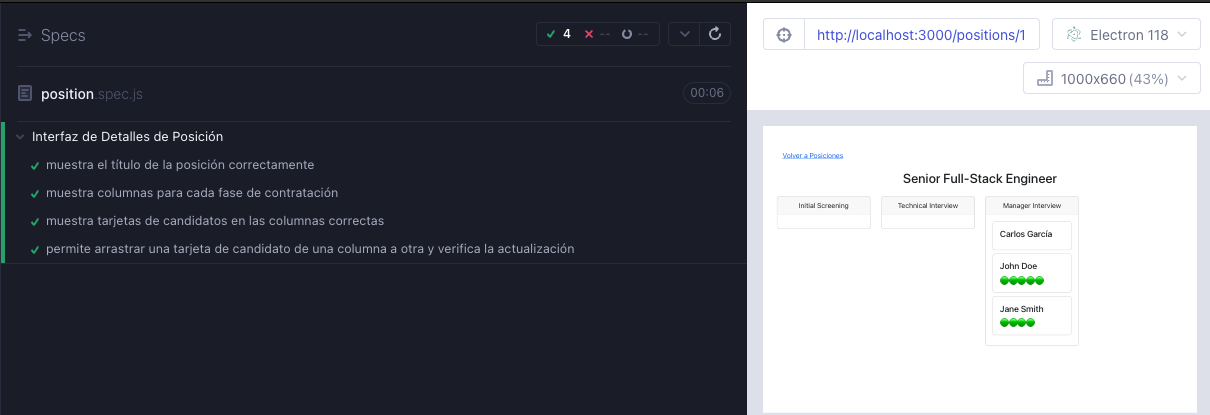 Specs
4 -- --
position.spec.js
00:06
Interfaz de Detalles de Posición
muestra el título de la posición correctamente
muestra columnas para cada fase de contratación
muestra tarjetas de candidatos en las columnas correctas
permite arrastrar una tarjeta de candidato de una columna a otra y verifica la actualización
http://localhost:3000/positions/1
Electron 118
1000x660 (43%)
Volver a Posiciones
Senior Full-Stack Engineer
Initial Screening
Technical Interview
Manager Interview
Carlos García
John Doe
Jane Smith